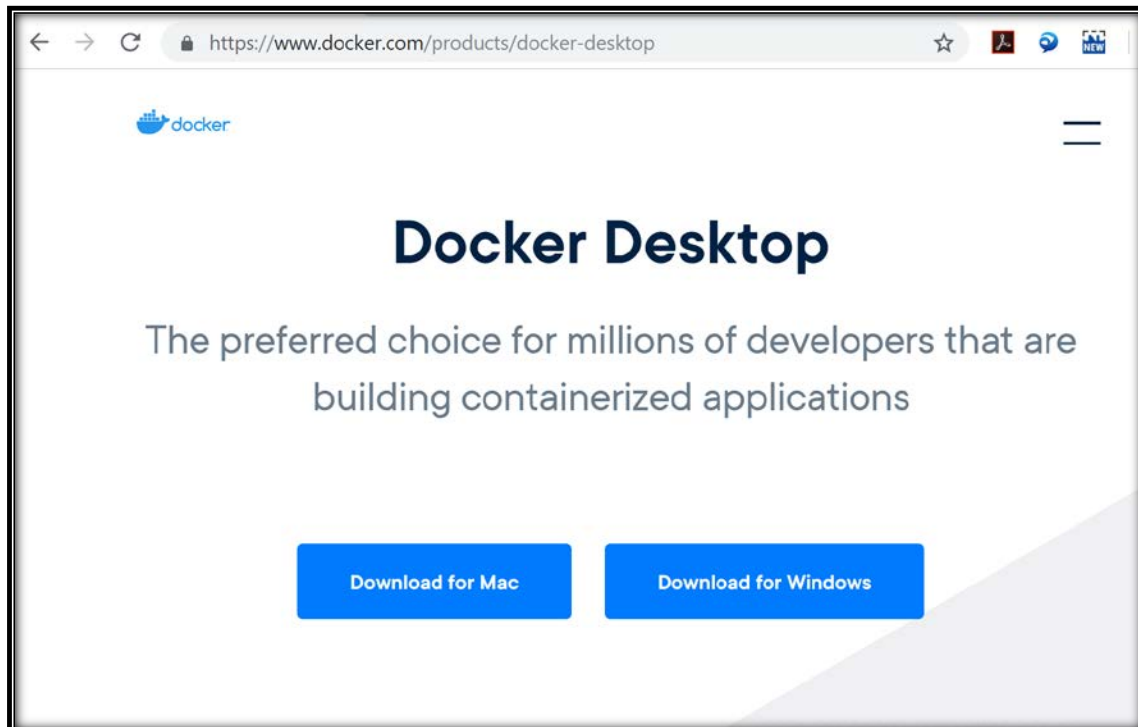 https://www.docker.com/products/docker-desktop
NEW
docker
Docker Desktop
The preferred choice for millions of developers that are
building containerized applications
Download for Mac
Download for Windows